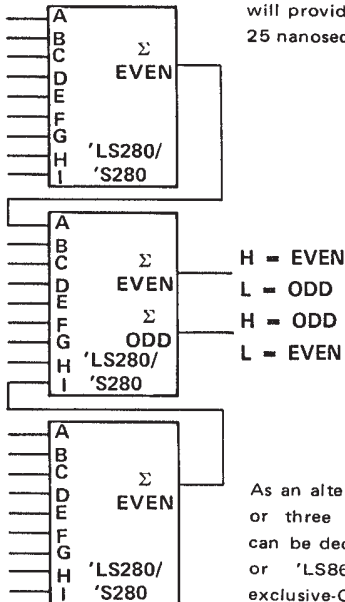 will provid
25 nanosed
A
B
C
D
E
F
G
H
I
Σ
EVEN
'LS280/
'S280
A
B
C
D
E
F
G
H
I
Σ
EVEN
Σ
ODD
'LS280/
'S280
H = EVEN
L = ODD
H = ODD
L = EVEN
A
B
C
D
E
F
G
H
I
Σ
EVEN
'LS280/
'S280
As an alte
or three
can be dec
or 'LS86
exclusive-O